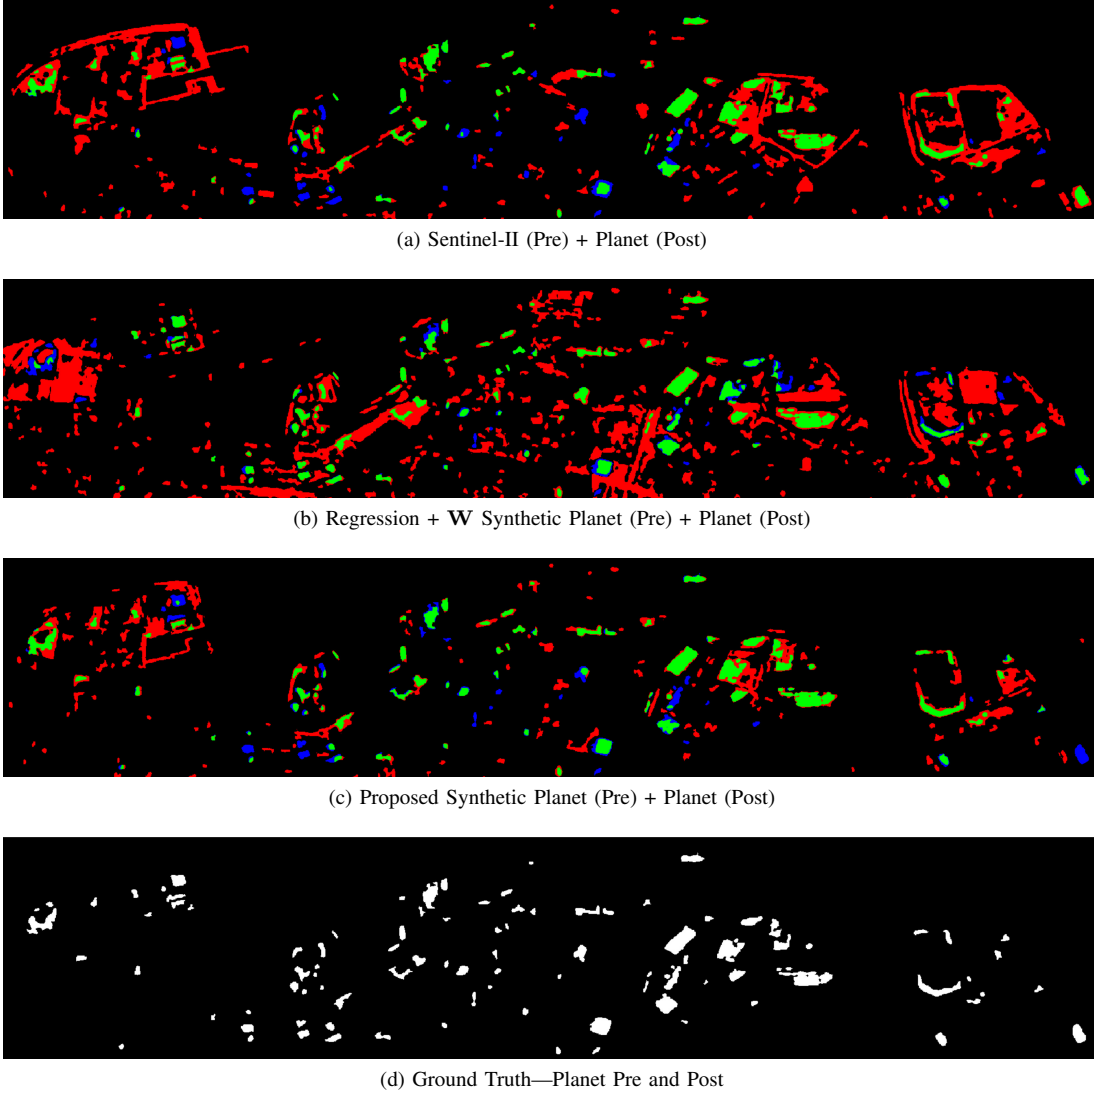 (a) Sentinel-II (Pre) + Planet (Post)
(b) Regression + W Synthetic Planet (Pre) + Planet (Post)
(c) Proposed Synthetic Planet (Pre) + Planet (Post)
(d) Ground Truth—Planet Pre and Post